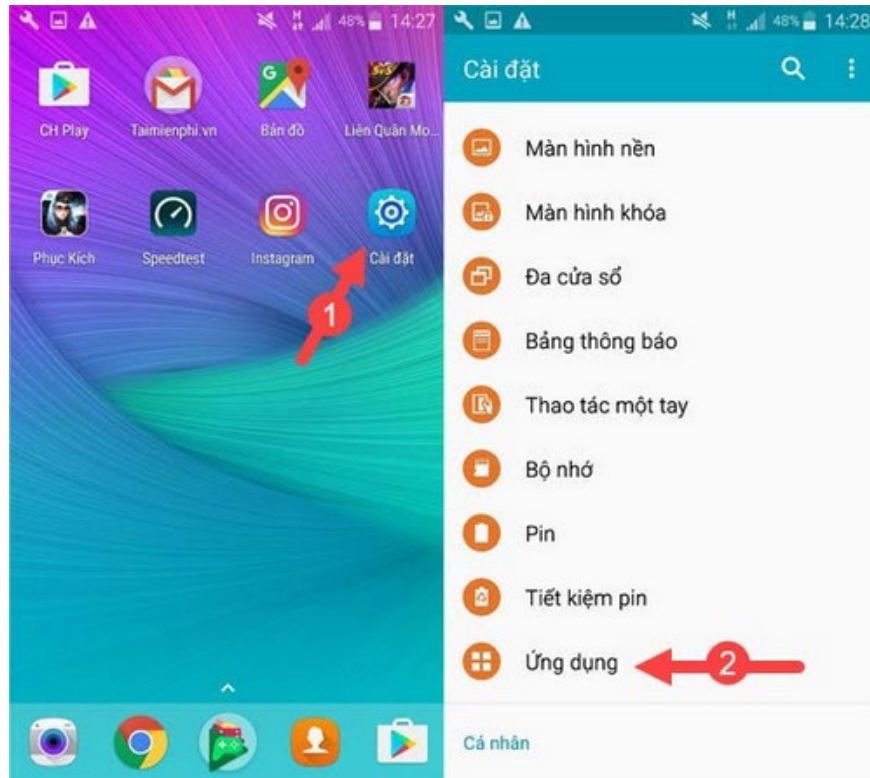 48% 14:27
CH Play
Taimienphi.vn
Bản đồ
Liên Quân Mo...
Phục Kích
Speedtest
Instagram
Cài đặt
1
H 48% 14:28
Cài đặt
Màn hình nền
Màn hình khóa
Đa cửa sổ
Bảng thông báo
Thao tác một tay
Bộ nhớ
Pin
Tiết kiệm pin
Ứng dụng
2
Cá nhân